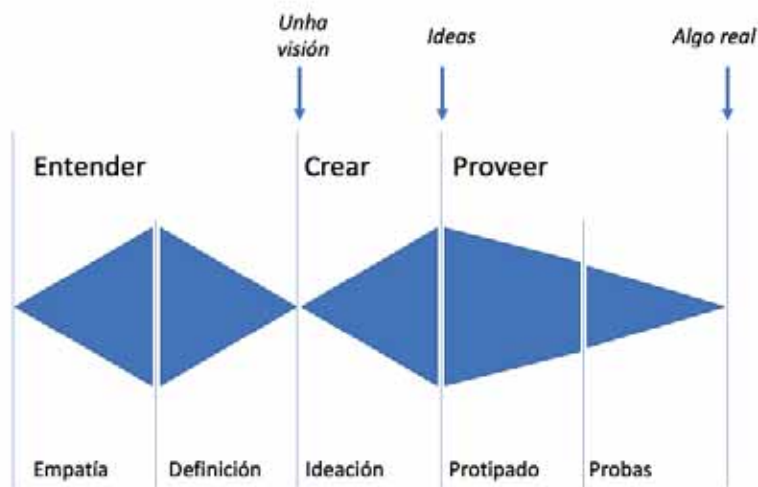 Unha
visión
Ideas
Algo real
Entender
Crear
Proveer
Empatía
Definición
Ideación
Protipado
Probas